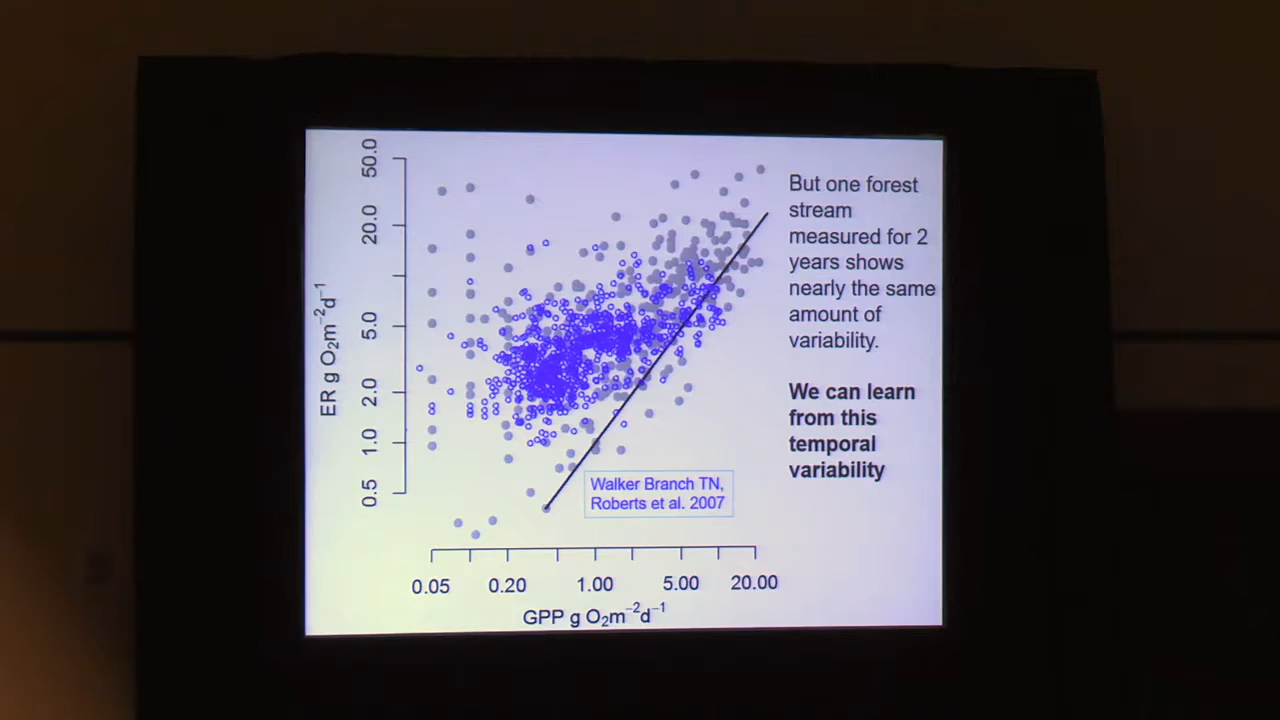 50.0
20.0
5.0
2.0
1.0
0.5
ER g O₂m⁻²d⁻¹
But one forest
stream
measured for 2
years shows
nearly the same
amount of
variability.
We can learn
from this
temporal
variability
Walker Branch TN,
Roberts et al. 2007
0.05 0.20 1.00 5.00 20.00
GPP g O₂m⁻²d⁻¹